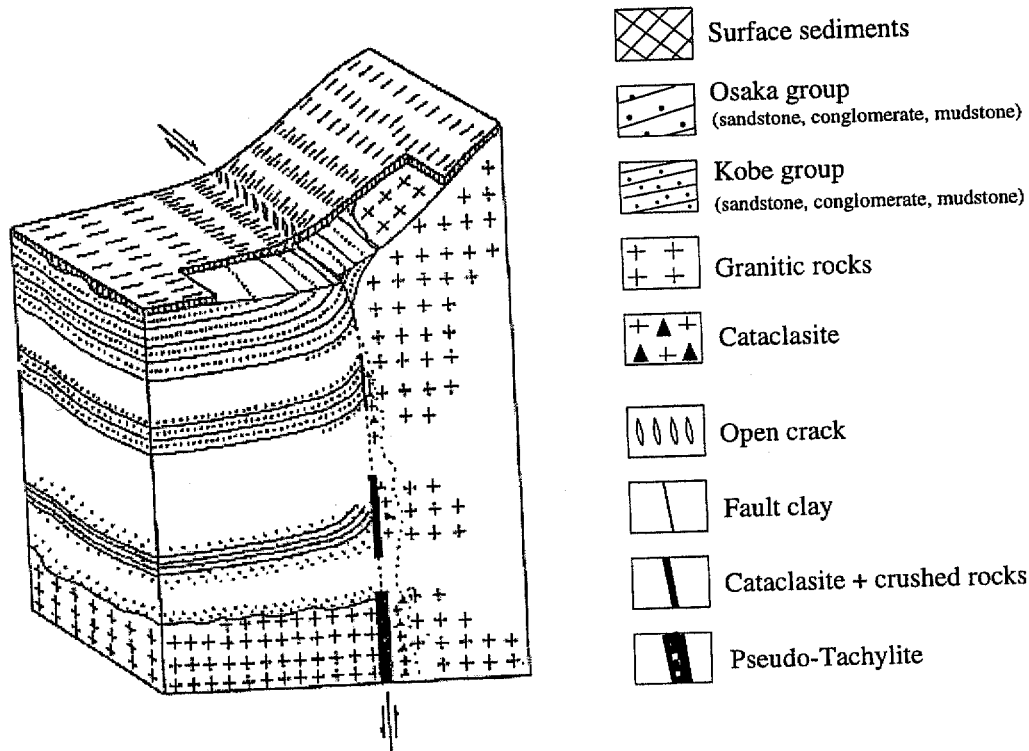 Surface sediments
Osaka group
(sandstone, conglomerate, mudstone)
Kobe group
(sandstone, conglomerate, mudstone)
Granitic rocks
Cataclasite
Open crack
Fault clay
Cataclasite + crushed rocks
Pseudo-Tachylite